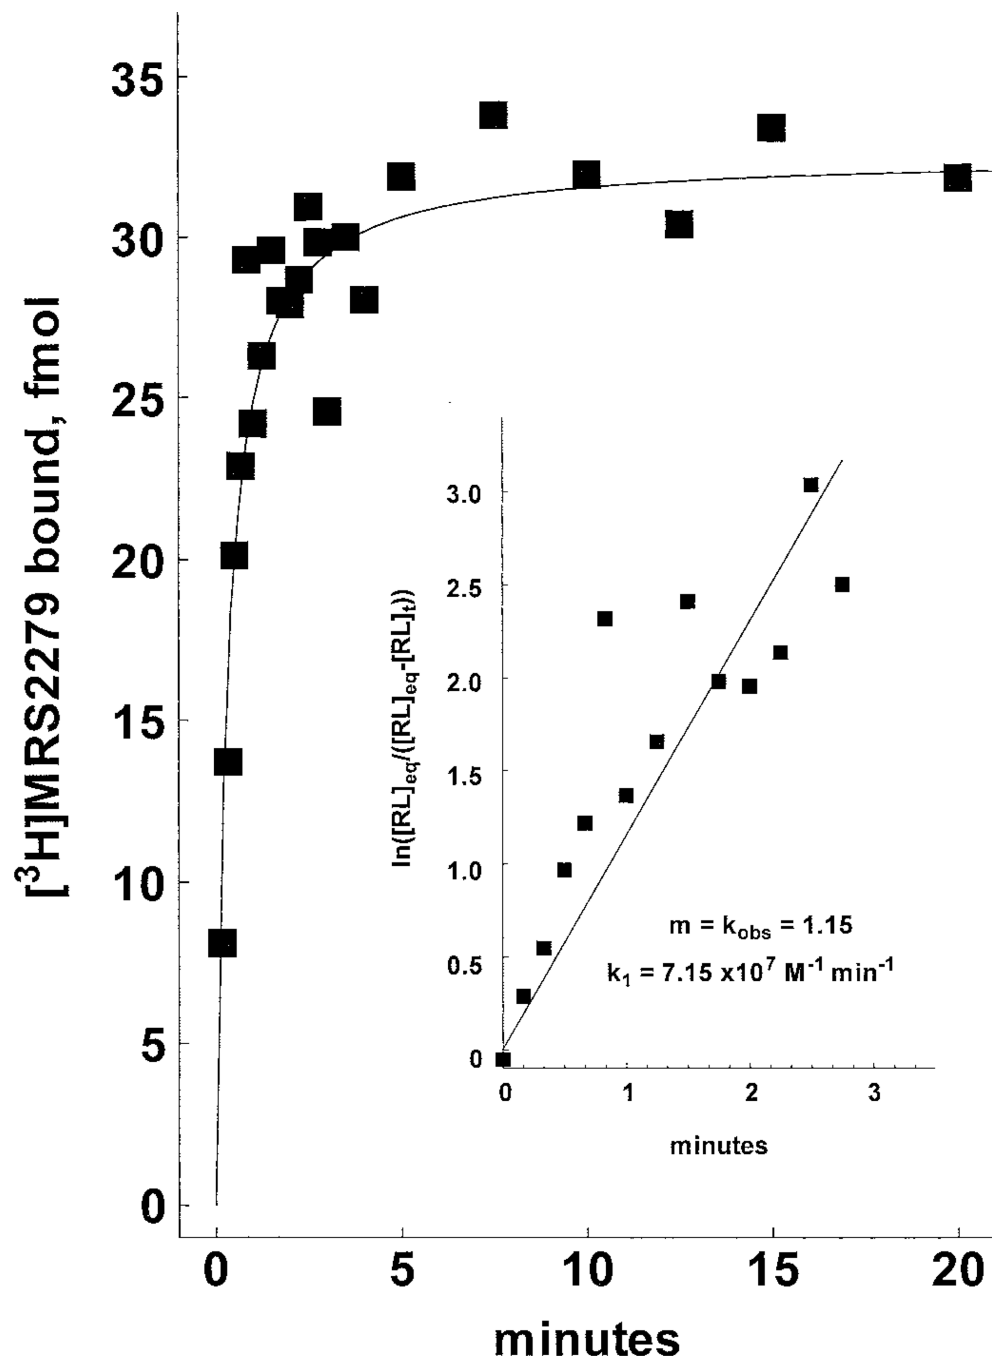 35
30
25
20
15
10
5
0
[³H]MRS2279 bound, fmol
0 5 10 15 20
minutes
3.0
2.5
2.0
1.5
1.0
0.5
0
ln([RL]eq/([RL]eq-[RL]t))
m = kobs = 1.15
k₁ = 7.15 x10⁷ M⁻¹ min⁻¹
0 1 2 3
minutes